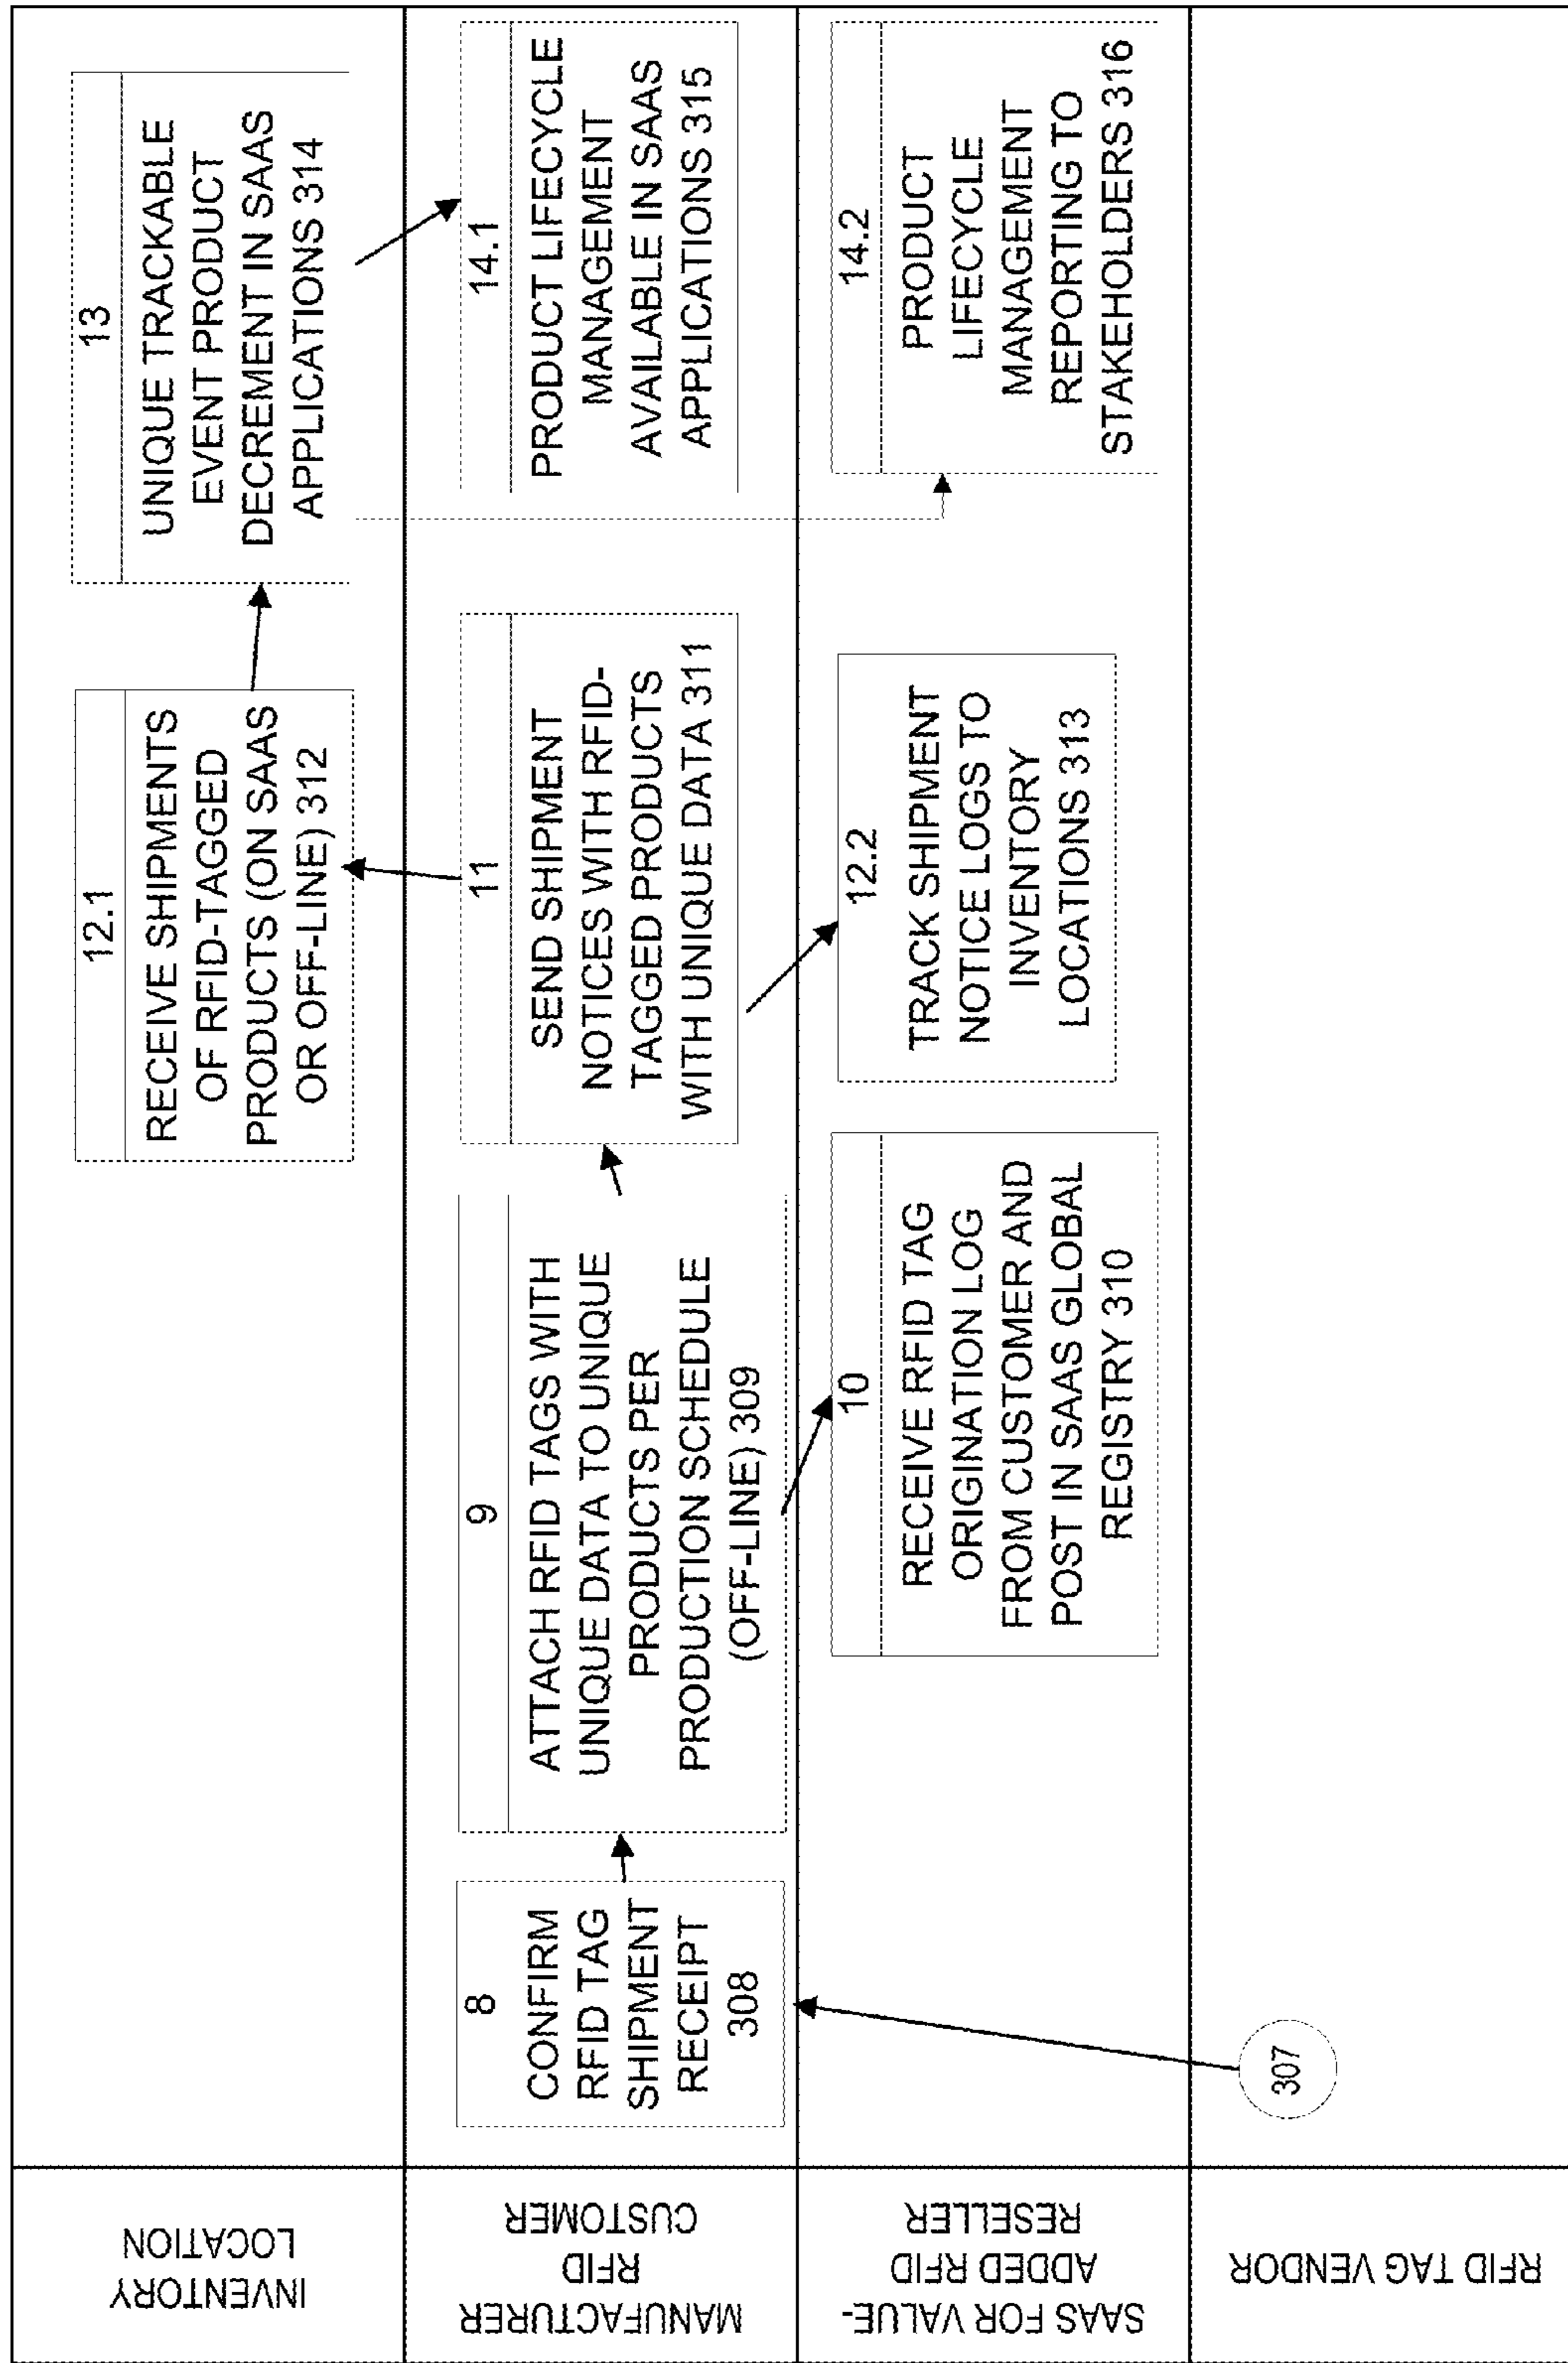 INVENTORY
LOCATION
12.1
RECEIVE SHIPMENTS
OF RFID-TAGGED
PRODUCTS (ON SAAS
OR OFF-LINE) 312
13
UNIQUE TRACKABLE
EVENT PRODUCT
DECREMENT IN SAAS
APPLICATIONS 314
MANUFACTURER
RFID
CUSTOMER
8
CONFIRM
RFID TAG
SHIPMENT
RECEIPT
308
9
ATTACH RFID TAGS WITH
UNIQUE DATA TO UNIQUE
PRODUCTS PER
PRODUCTION SCHEDULE
(OFF-LINE) 309
11
SEND SHIPMENT
NOTICES WITH RFID-
TAGGED PRODUCTS
WITH UNIQUE DATA 311
14.1
PRODUCT LIFECYCLE
MANAGEMENT
AVAILABLE IN SAAS
APPLICATIONS 315
SAAS FOR VALUE-
ADDED RFID
RESELLER
10
RECEIVE RFID TAG
ORIGINATION LOG
FROM CUSTOMER AND
POST IN SAAS GLOBAL
REGISTRY 310
12.2
TRACK SHIPMENT
NOTICE LOGS TO
INVENTORY
LOCATIONS 313
14.2
PRODUCT
LIFECYCLE
MANAGEMENT
REPORTING TO
STAKEHOLDERS 316
RFID TAG VENDOR
307